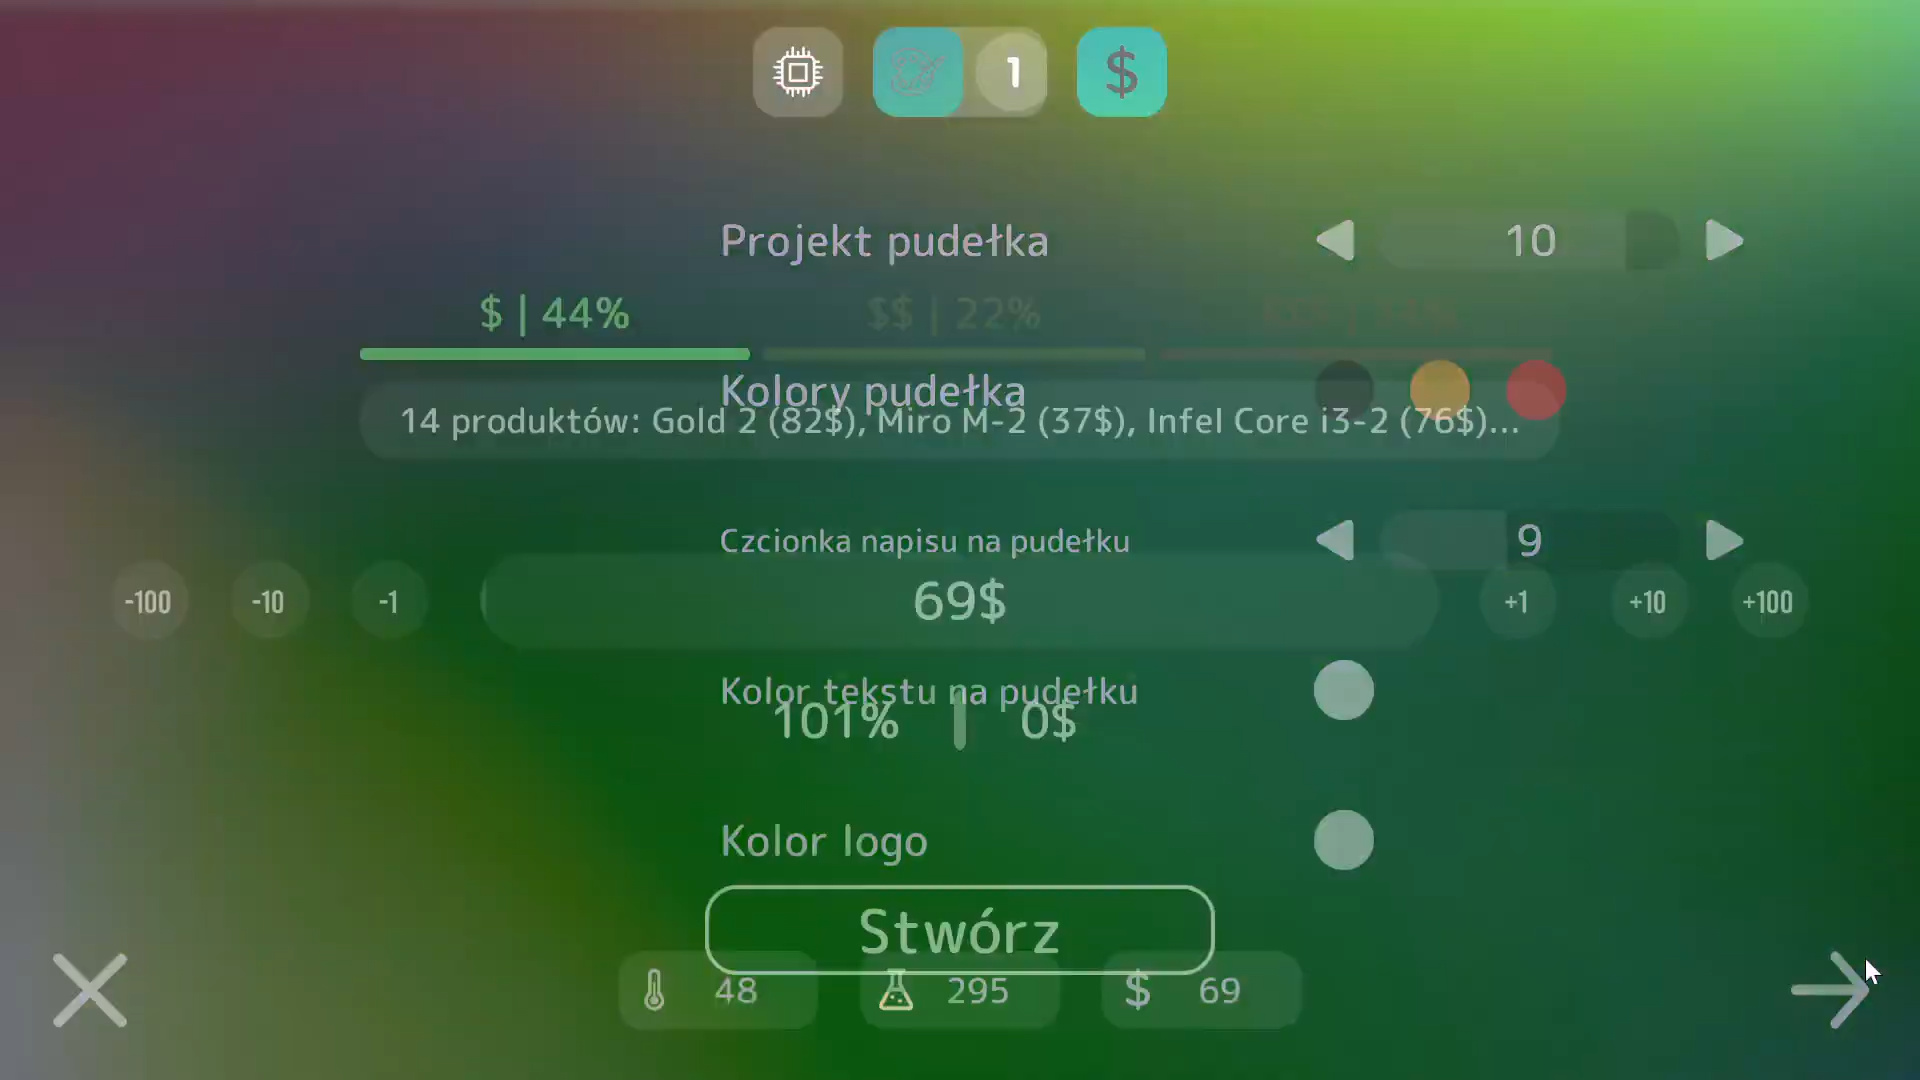 1 $
Projekt pudełka 10
$ | 44% $$ | 22%
Kolory pudełka
14 produktów: Gold 2 (82$), Miro M-2 (37$), Infel Core i3-2 (76$)...
Czcionka napisu na pudełku 9
-100 -10 -1 69$ +1 +10 +100
Kolor tekstu na pudełku
101% 0$
Kolor logo
Stwórz
48 295 $ 69